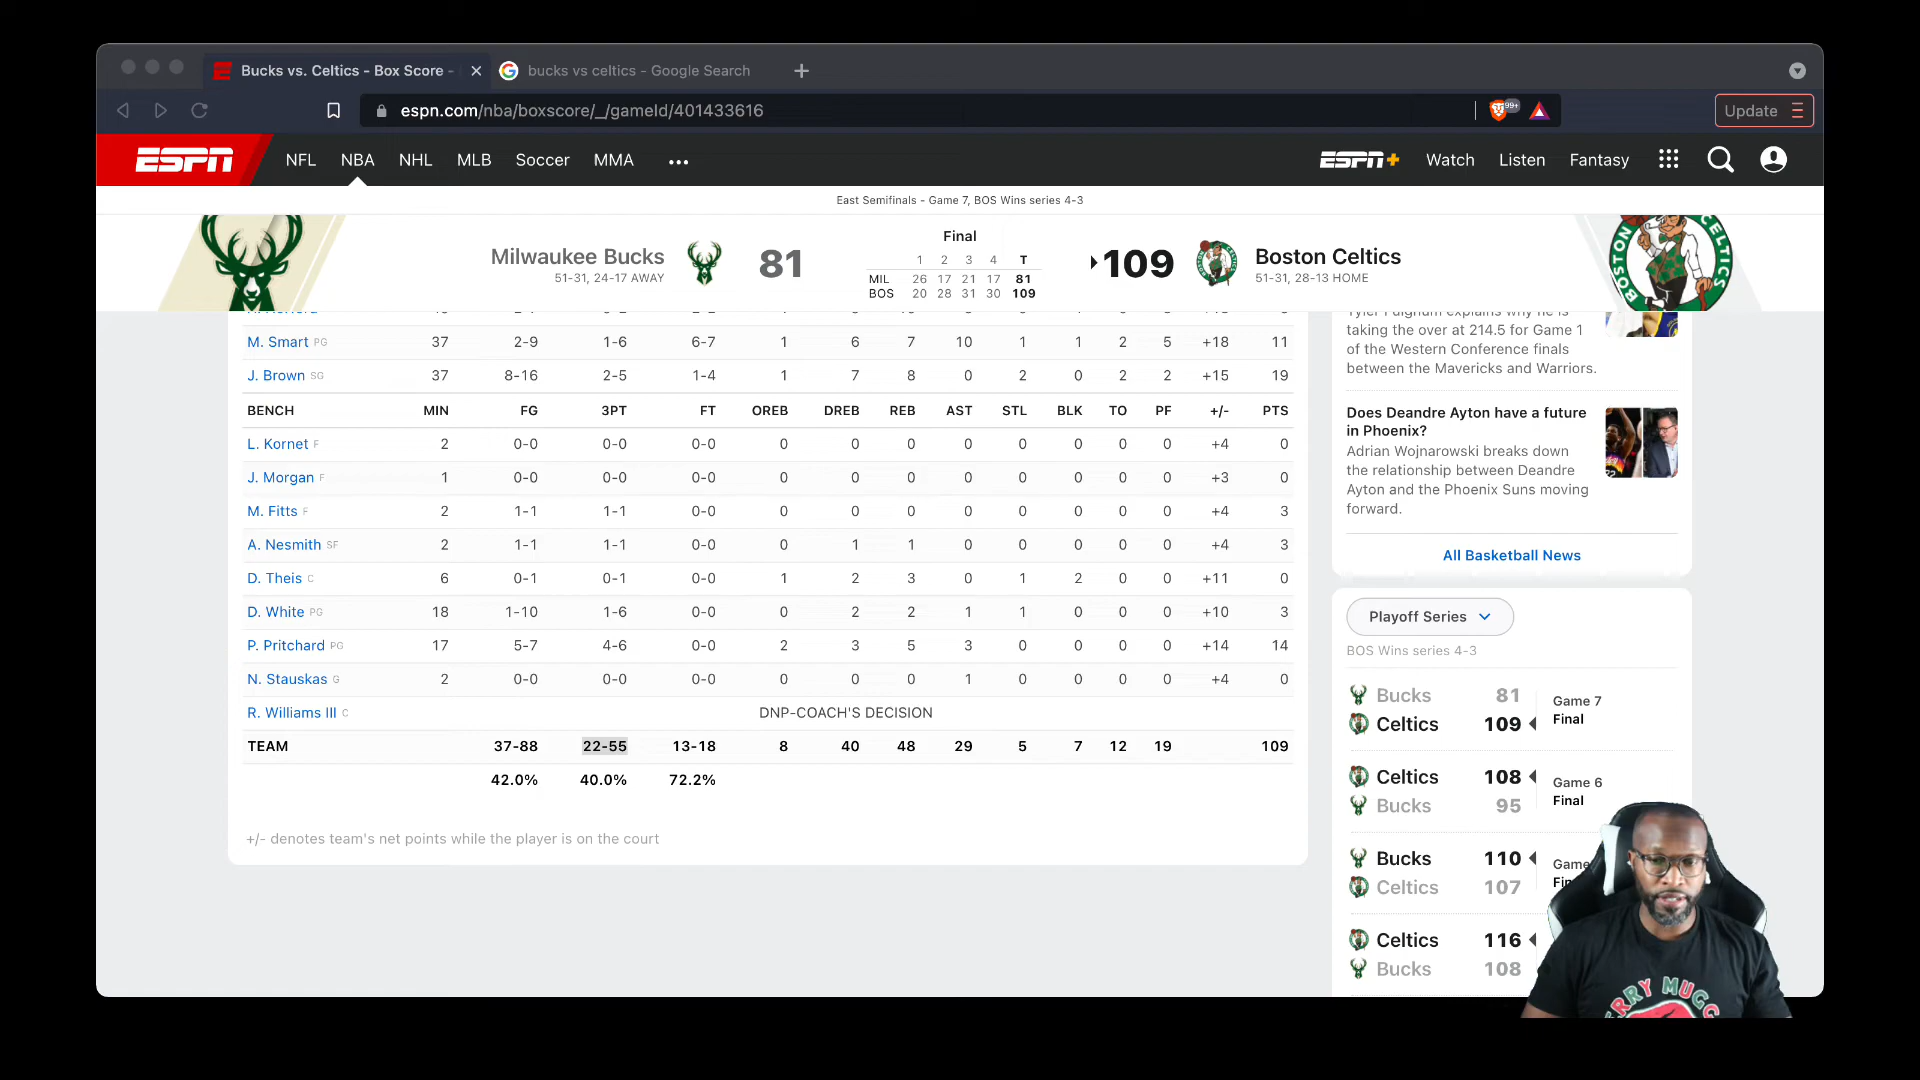 Bucks vs. Celtics - Box Score -
bucks vs celtics - Google Search
espn.com/nba/boxscore/_/gameId/401433616
99+
Update
ESPN NFL NBA NHL MLB Soccer MMA
ESPN+ Watch Listen Fantasy
East Semifinals - Game 7, BOS Wins series 4-3
Milwaukee Bucks
51-31, 24-17 AWAY
81
Final
1 2 3 4 T
MIL 26 17 21 17 81
BOS 20 28 31 30 109
109
Boston Celtics
51-31, 28-13 HOME
BOSTON CELTICS
M. Smart PG 37 2-9 1-6 6-7 1 6 7 10 1 1 2 5 +18 11
J. Brown SG 37 8-16 2-5 1-4 1 7 8 0 2 0 2 2 +15 19
BENCH MIN FG 3PT FT OREB DREB REB AST STL BLK TO PF +/- PTS
L. Kornet F 2 0-0 0-0 0-0 0 0 0 0 0 0 0 0 +4 0
J. Morgan F 1 0-0 0-0 0-0 0 0 0 0 0 0 0 0 +3 0
M. Fitts F 2 1-1 1-1 0-0 0 0 0 0 0 0 0 0 +4 3
A. Nesmith SF 2 1-1 1-1 0-0 0 1 1 0 0 0 0 0 +4 3
D. Theis C 6 0-1 0-1 0-0 1 2 3 0 1 2 0 0 +11 0
D. White PG 18 1-10 1-6 0-0 0 2 2 1 1 0 0 0 +10 3
P. Pritchard PG 17 5-7 4-6 0-0 2 3 5 3 0 0 0 0 +14 14
N. Stauskas G 2 0-0 0-0 0-0 0 0 0 1 0 0 0 0 +4 0
R. Williams III C DNP-COACH'S DECISION
TEAM 37-88 22-55 13-18 8 40 48 29 5 7 12 19 109
42.0% 40.0% 72.2%
+/- denotes team's net points while the player is on the court
Tyler Fulghum explains why he is
taking the over at 214.5 for Game 1
of the Western Conference finals
between the Mavericks and Warriors.
Does Deandre Ayton have a future
in Phoenix?
Adrian Wojnarowski breaks down
the relationship between Deandre
Ayton and the Phoenix Suns moving
forward.
All Basketball News
Playoff Series
BOS Wins series 4-3
Bucks 81
Celtics 109
Game 7
Final
Celtics 108
Bucks 95
Game 6
Final
Bucks 110
Celtics 107
Game
Celtics 116
Bucks 108